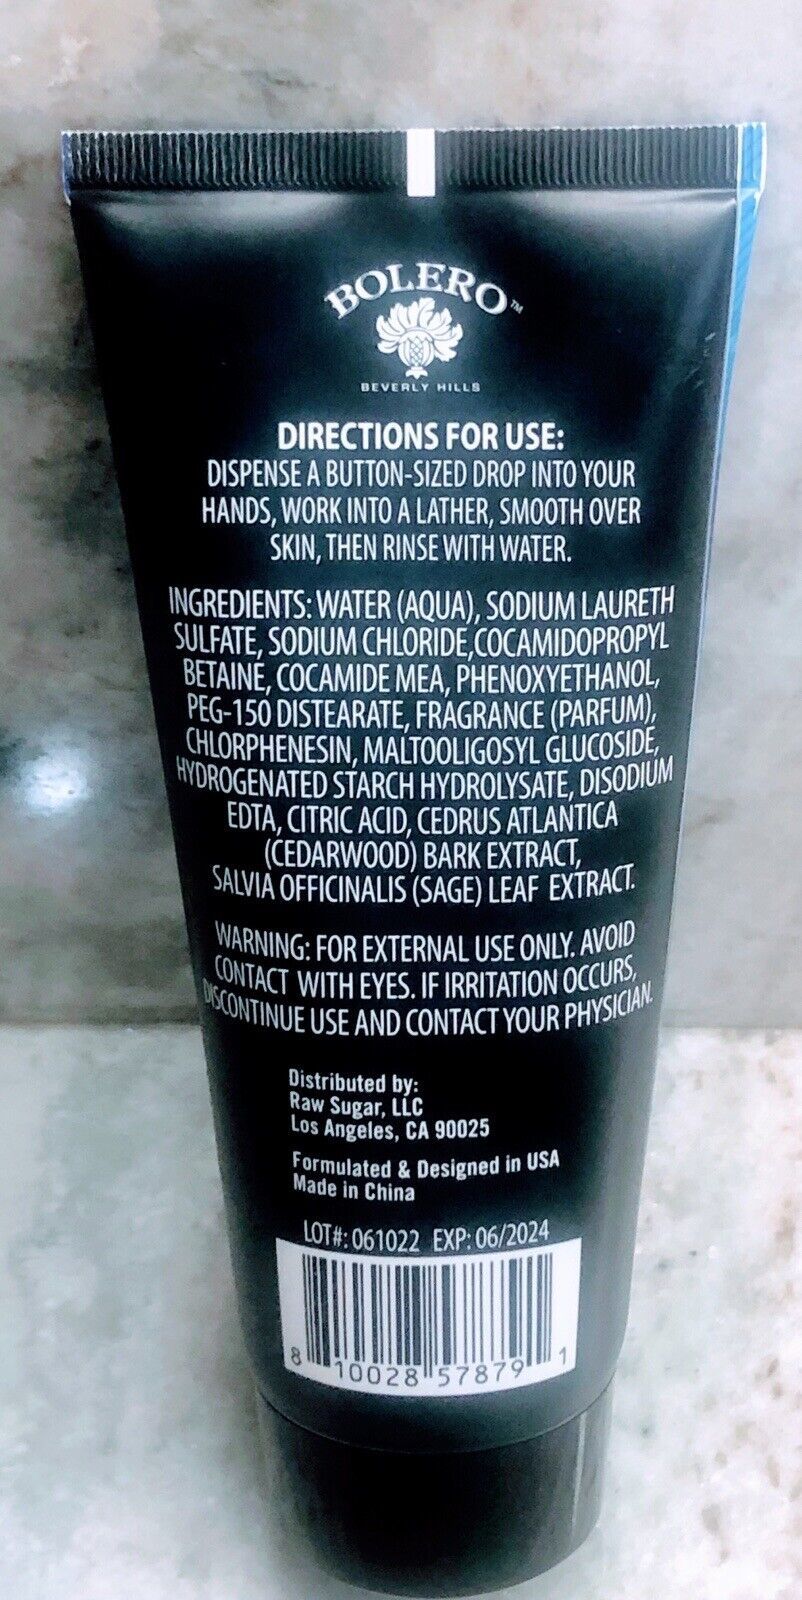 BOLERO™
BEVERLY HILLS
DIRECTIONS FOR USE:
DISPENSE A BUTTON-SIZED DROP INTO YOUR
HANDS, WORK INTO A LATHER, SMOOTH OVER
SKIN, THEN RINSE WITH WATER.
INGREDIENTS: WATER (AQUA), SODIUM LAURETH
SULFATE, SODIUM CHLORIDE,COCAMIDOPROPYL
BETAINE, COCAMIDE MEA, PHENOXYETHANOL,
PEG-150 DISTEARATE, FRAGRANCE (PARFUM),
CHLORPHENESIN, MALTOOLIGOSYL GLUCOSIDE,
HYDROGENATED STARCH HYDROLYSATE, DISODIUM
EDTA, CITRIC ACID, CEDRUS ATLANTICA
(CEDARWOOD) BARK EXTRACT,
SALVIA OFFICINALIS (SAGE) LEAF EXTRACT.
WARNING: FOR EXTERNAL USE ONLY. AVOID
CONTACT WITH EYES. IF IRRITATION OCCURS,
DISCONTINUE USE AND CONTACT YOUR PHYSICIAN.
Distributed by:
Raw Sugar, LLC
Los Angeles, CA 90025
Formulated & Designed in USA
Made in China
LOT#: 061022 EXP: 06/2024
8 10028 57879 1